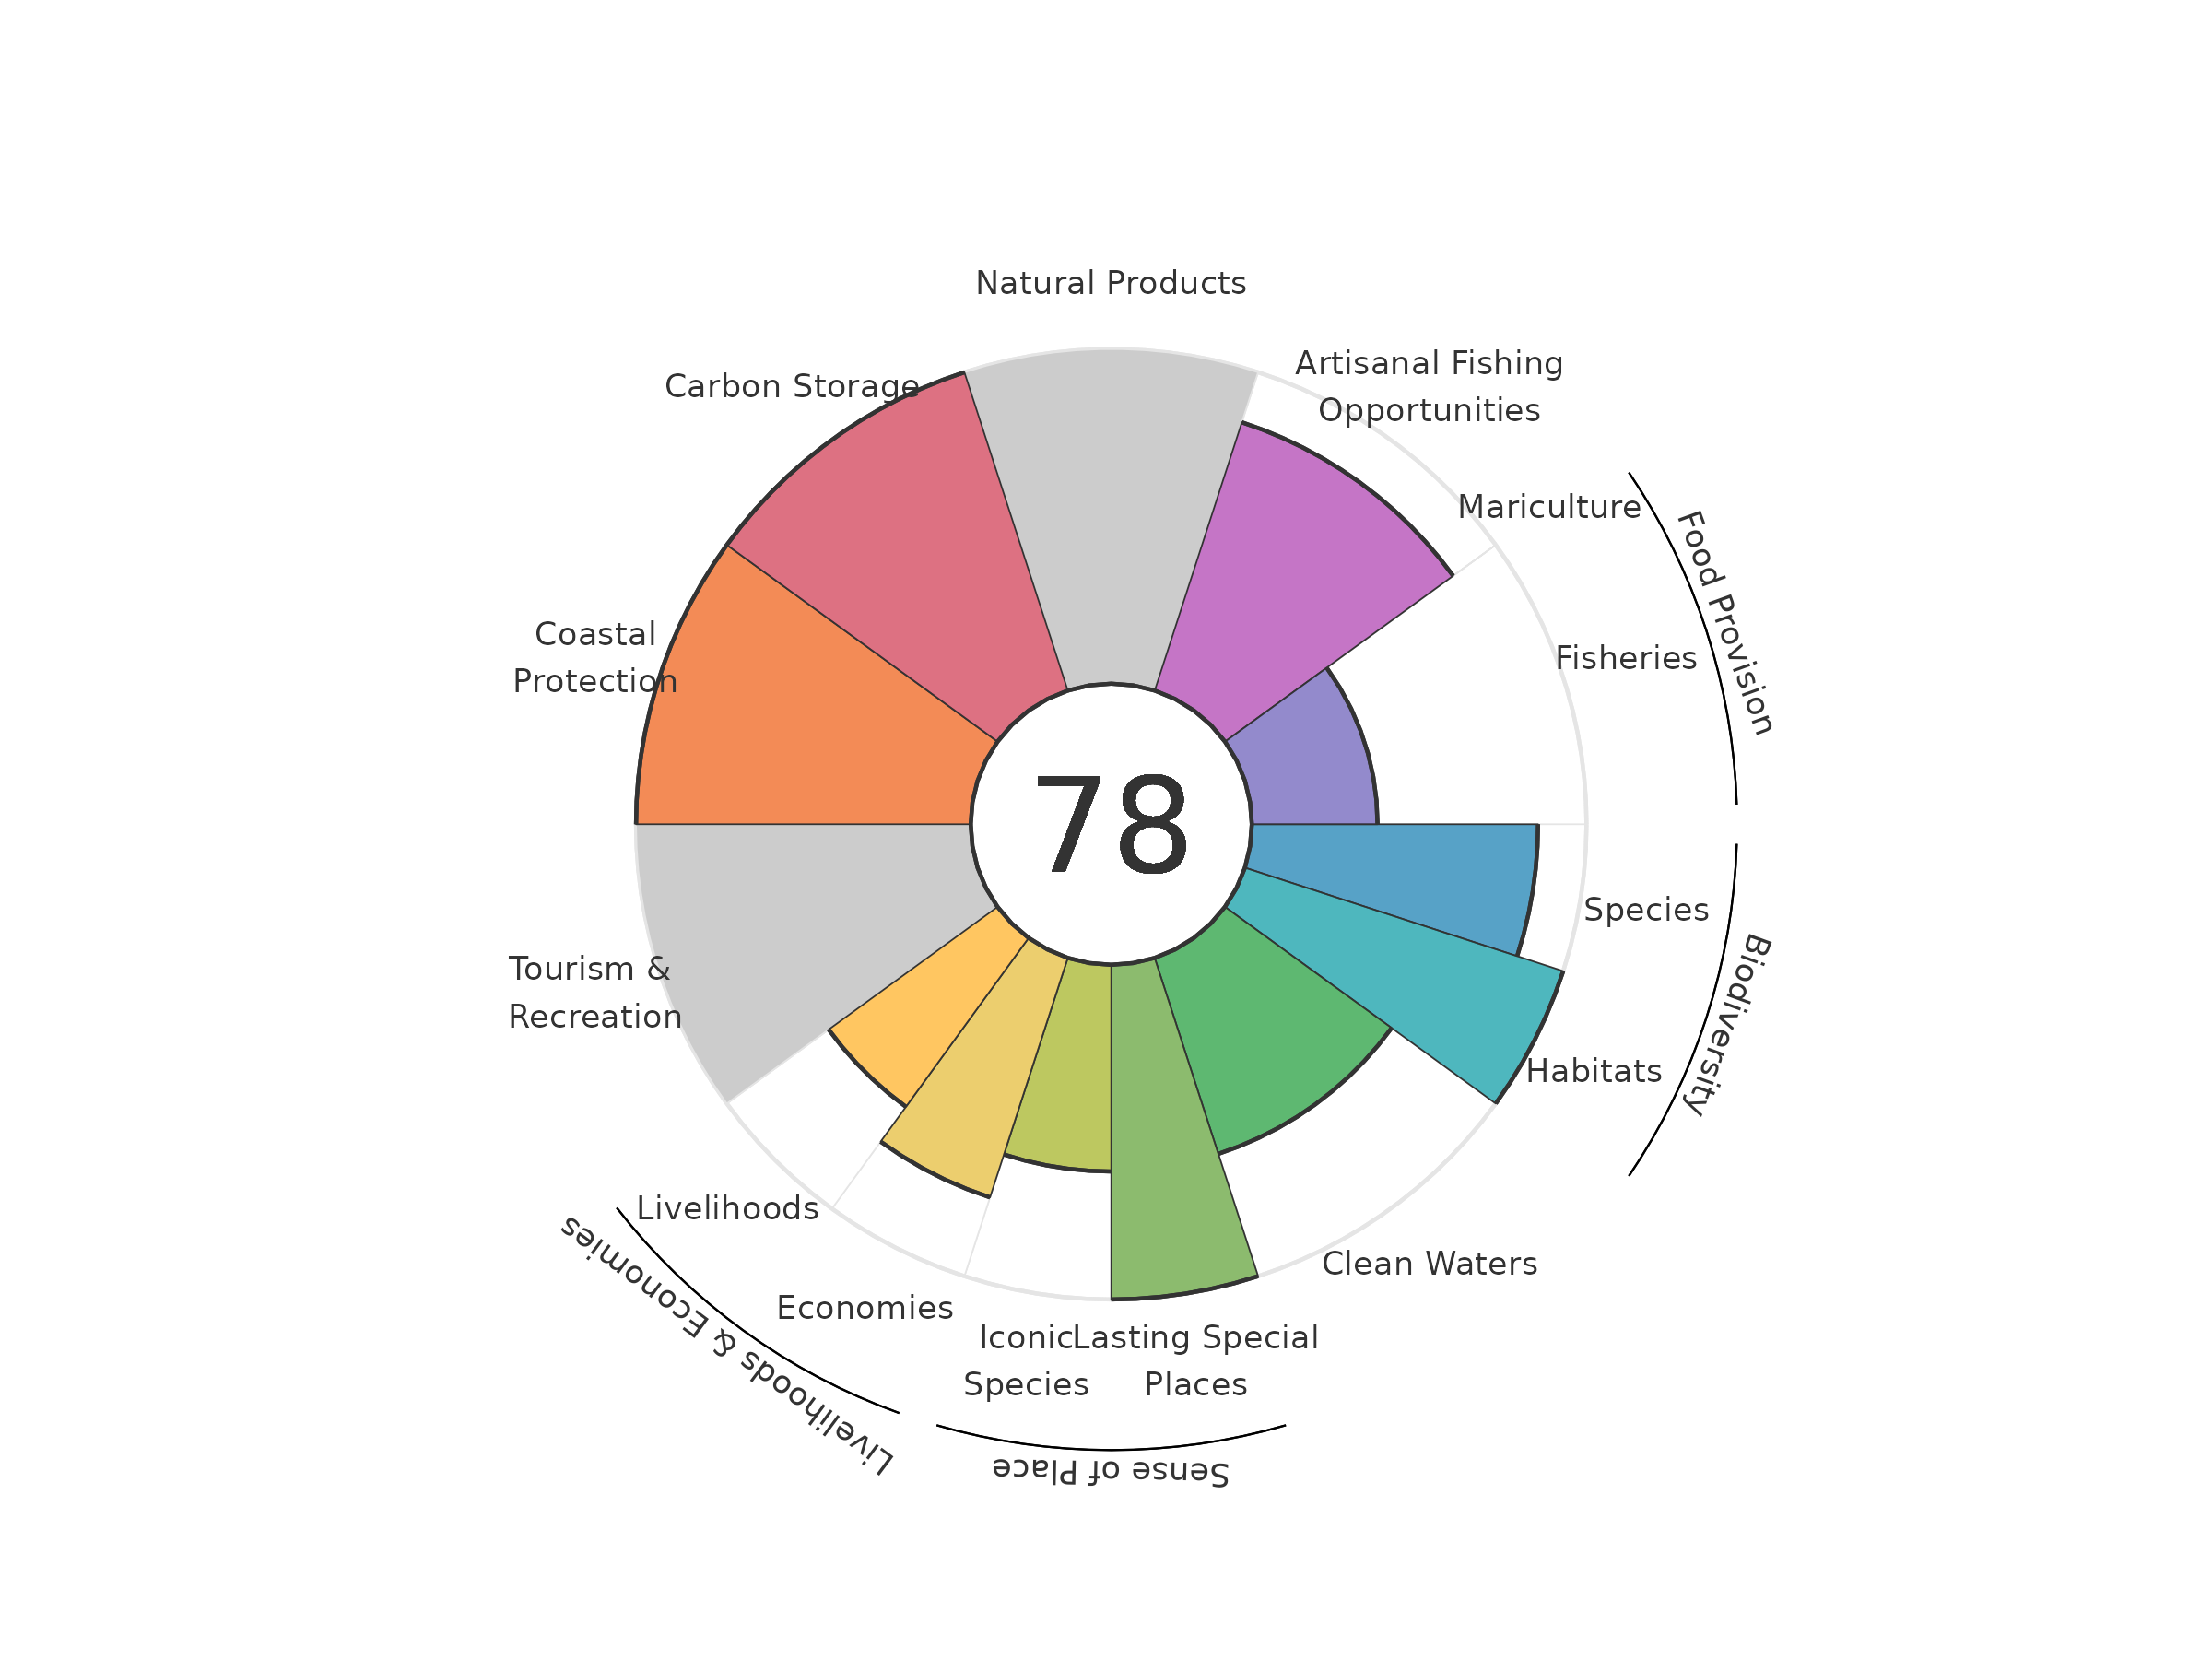 Natural Products
Artisanal Fishing
Opportunities
Carbon Storage
Mariculture
Food Provision
Coastal
Protection
Fisheries
78
Species
Biodiversity
Tourism &
Recreation
Habitats
Livelihoods
Clean Waters
Livelihoods & Economies
Economies
Iconic
Species
Lasting Special
Places
Sense of Place